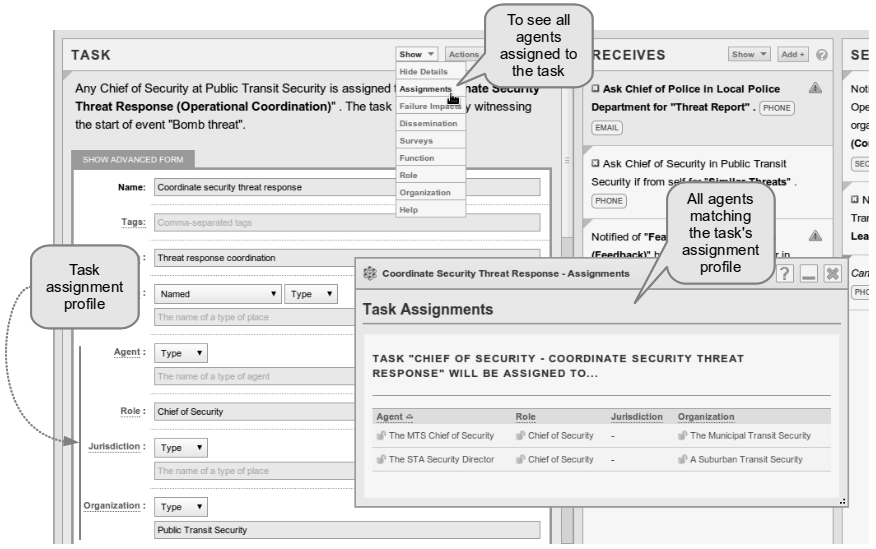 To see all
agents
assigned to
the task
TASK
Show
Actions
Any Chief of Security at Public Transit Security is assigned t
nate Security
Threat Response (Operational Coordination)" . The task
y witnessing
the start of event "Bomb threat".
Hide Details
Assignments
Failure Impacts
Dissemination
Surveys
Function
Role
Organization
Help
SHOW ADVANCED FORM
Name:
Coordinate security threat response
Tags:
Comma-separated tags
:
Threat response coordination
Task
assignment
profile
:
Named
Type
The name of a type of place
Agent :
Type
The name of a type of agent
Role :
Chief of Security
Jurisdiction :
Type
The name of a type of place
Organization :
Type
Public Transit Security
RECEIVES
Show
Add +
?
Ask Chief of Police in Local Police
Department for "Threat Report" . PHONE
EMAIL
Ask Chief of Security in Public Transit
Security if from self for "Similar Threats" .
PHONE
Notified of "Fea
(Feedback)" b
r in
All agents
matching
the task's
assignment
profile
SE
Noti
Ope
orga
(Co
SEC
N
Tran
Lea
Can
PHO
Coordinate Security Threat Response - Assignments
?
Task Assignments
TASK "CHIEF OF SECURITY - COORDINATE SECURITY THREAT
RESPONSE" WILL BE ASSIGNED TO...
Agent Role Jurisdiction Organization
The MTS Chief of Security Chief of Security - The Municipal Transit Security
The STA Security Director Chief of Security - A Suburban Transit Security